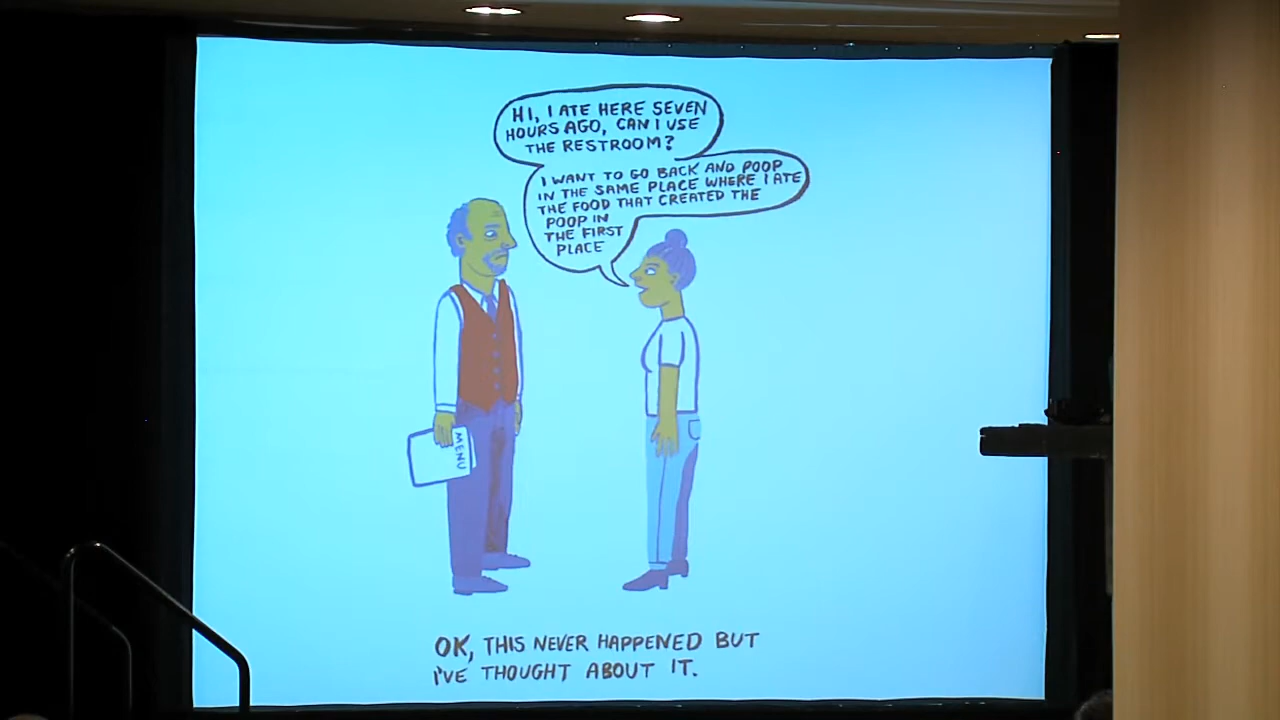 HI, I ATE HERE SEVEN
HOURS AGO, CAN I USE
THE RESTROOM?
I WANT TO GO BACK AND POOP
IN THE SAME PLACE WHERE I ATE
THE FOOD THAT CREATED THE
POOP IN
THE FIRST
PLACE
MENU
OK, THIS NEVER HAPPENED BUT
I'VE THOUGHT ABOUT IT.